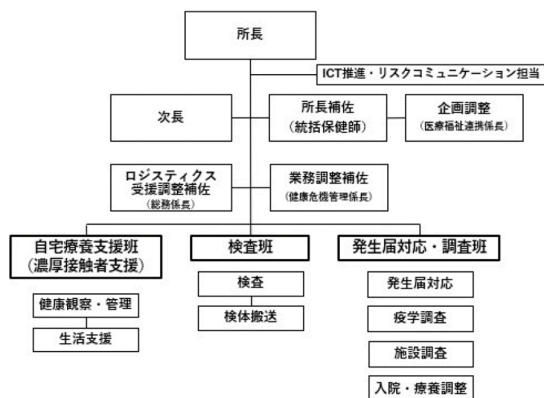 所長
ICT推進・リスクコミュニケーション担当
次長
所長補佐
(統括保健師)
企画調整
(医療福祉連携係長)
ロジスティクス
受援調整補佐
(総務係長)
業務調整補佐
(健康危機管理係長)
自宅療養支援班
(濃厚接触者支援)
検査班
発生届対応・調査班
健康観察・管理
生活支援
検査
検体搬送
発生届対応
疫学調査
施設調査
入院・療養調整